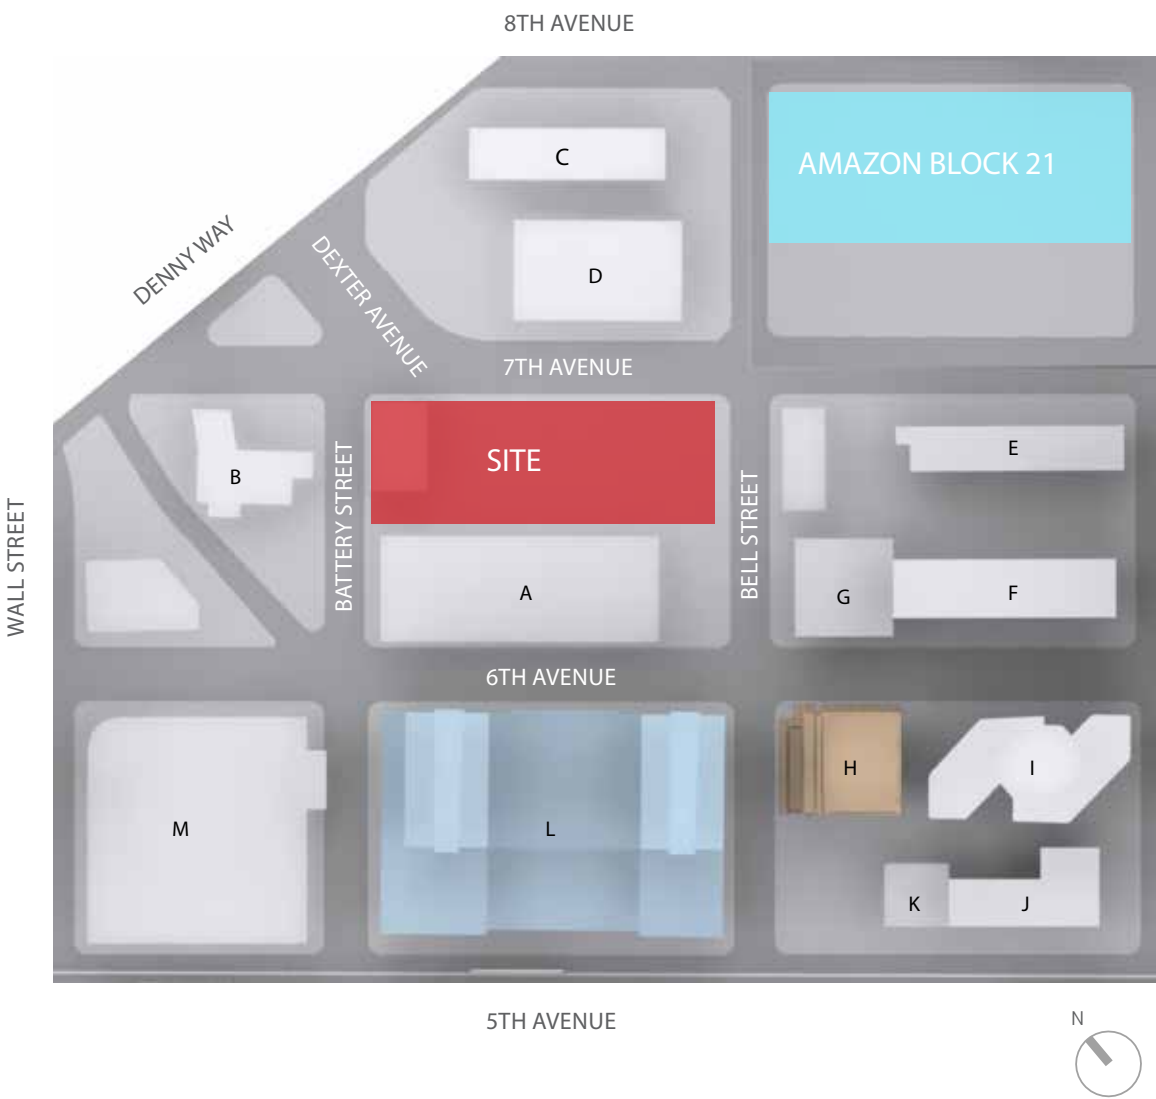 8TH AVENUE
C
AMAZON BLOCK 21
DENNY WAY
DEXTER AVENUE
D
7TH AVENUE
B
BATTERY STREET
SITE
BELL STREET
E
WALL STREET
A
G
F
6TH AVENUE
H
I
M
L
K
J
5TH AVENUE
N